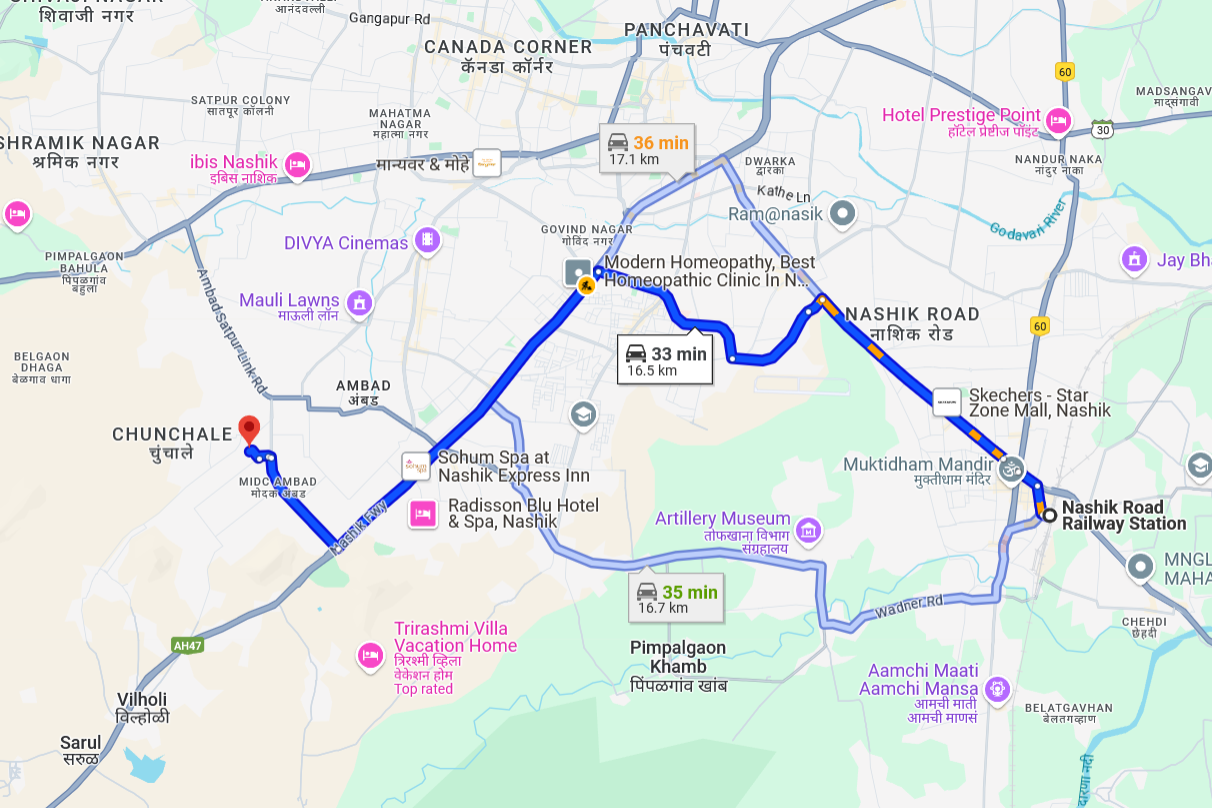 शिवाजी नगर
Gangapur Rd
आनंदवल्ली
CANADA CORNER
कॅनडा कॉर्नर
PANCHAVATI
पंचवटी
60
MADSANGAV
मादसंगावी
SATPUR COLONY
सातपूर कॉलनी
MAHATMA
NAGAR
महात्मा नगर
Hotel Prestige Point
हॉटेल प्रेष्टीज पॉइंट
30
SHRAMIK NAGAR
श्रमिक नगर
ibis Nashik
इबिस नाशिक
मान्यवर & मोहे
36 min
17.1 km
DWARKA
द्वारका
NANDUR NAKA
नांदुर नाका
Kathe Ln
Ram@nasik
Godavari River
GOVIND NAGAR
गोविंद नगर
DIVYA Cinemas
PIMPALGAON
BAHULA
पिंपळगाव
बहुला
Modern Homeopathy, Best
Homeopathic Clinic In N...
Jay Bh
Ambad Satpur Link Rd
Mauli Lawns
माऊली लॉन
NASHIK ROAD
नाशिक रोड
60
33 min
16.5 km
BELGAON
DHAGA
बेळगाव धागा
AMBAD
अंबड
Skechers - Star
Zone Mall, Nashik
CHUNCHALE
चुंचाले
Sohum Spa at
Nashik Express Inn
MIDC AMBAD
मोदक अंबड
Muktidham Mandir
मुक्तीधाम मंदिर
Radisson Blu Hotel
& Spa, Nashik
Nashik Fwy
Nashik Road
Railway Station
Artillery Museum
तोफखाना विभाग
संग्रहालय
MNGL
MAHA
35 min
16.7 km
Wadner Rd
CHEHDI
छेहदी
AH47
Trirashmi Villa
Vacation Home
त्रिरश्मी व्हिला
वेकेशन होम
Top rated
Pimpalgaon
Khamb
पिंपळगांव खांब
Aamchi Maati
Aamchi Mansa
आमची माती
आमची माणसं
BELATGAVHAN
बेलतगव्हाण
Vilholi
विल्होळी
Sarul
सरुळ
दारणा नदी